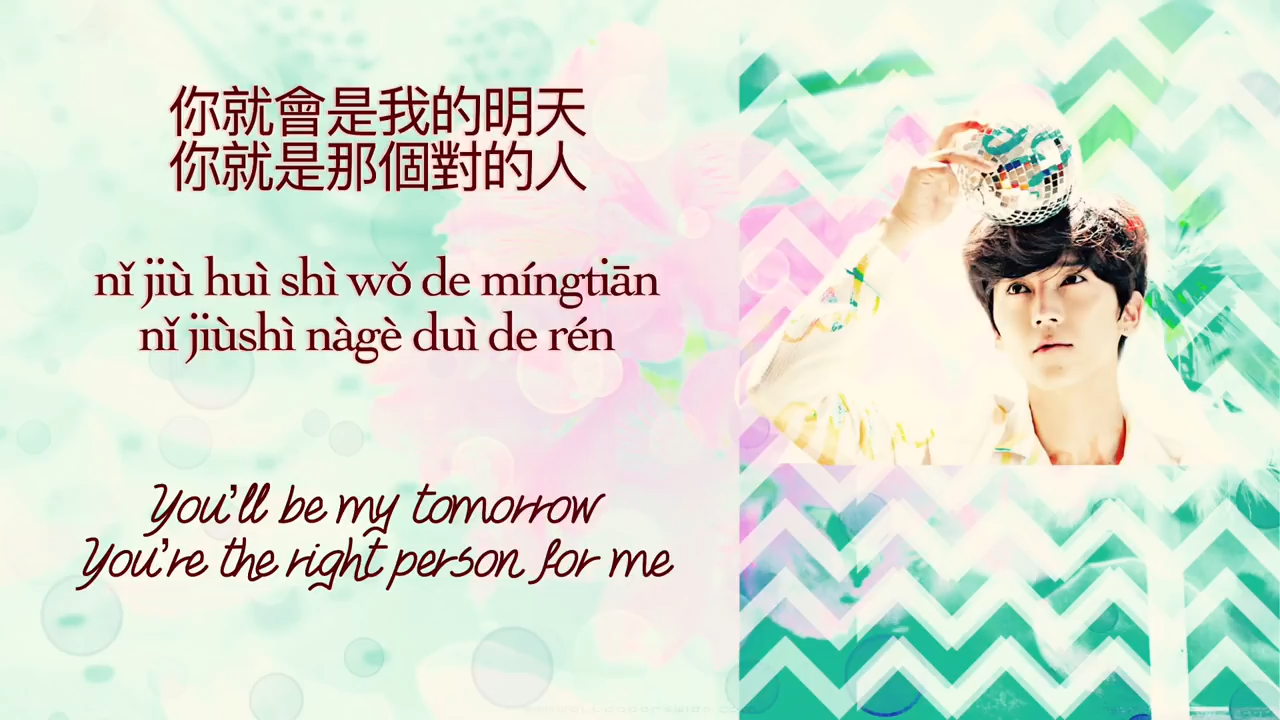 你就會是我的明天
你就是那個對的人
nǐ jiù huì shì wǒ de míngtiān
nǐ jiùshì nàgè duì de rén
You'll be my tomorrow
You're the right person for me